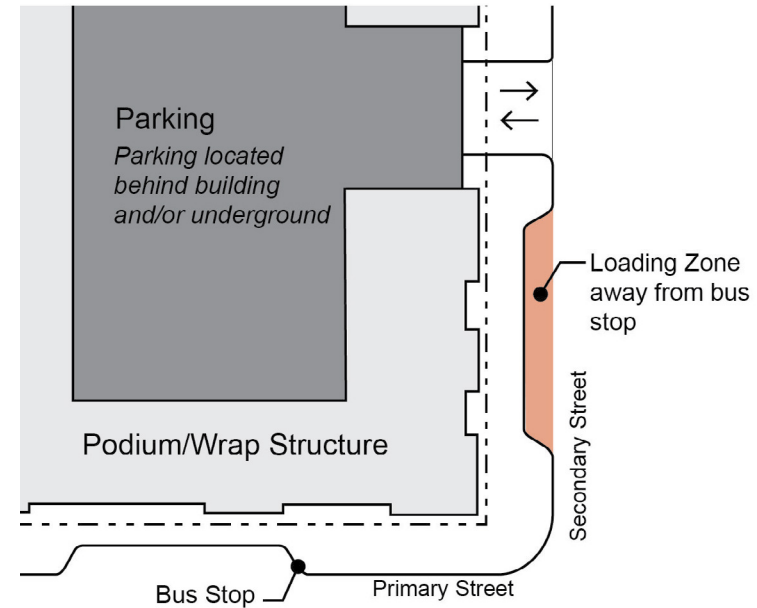 Parking
Parking located
behind building
and/or underground
Loading Zone
away from bus
stop
Secondary Street
Podium/Wrap Structure
Bus Stop
Primary Street